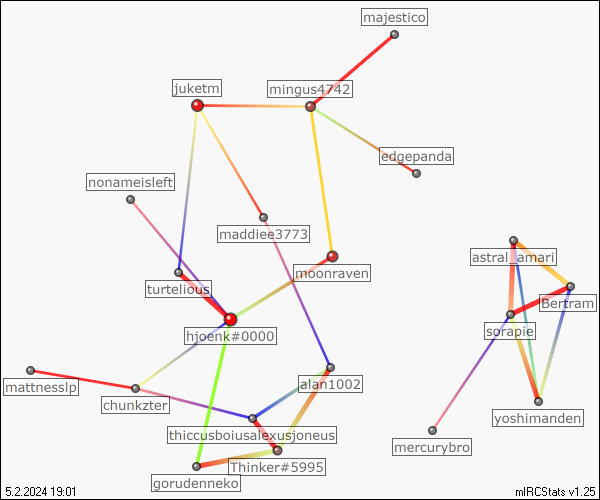 majestico
juketm
mingus4742
edgepanda
nonameisleft
maddiee3773
astral_amari
moonraven
turtelious
Bertram
sorapie
hjoenk#0000
mattnesslp
alan1002
chunkzter
yoshimanden
thiccusboiusalexusjoneus
mercurybro
Thinker#5995
gorudenneko
5.2.2024 19:01
mIRCStats v1.25